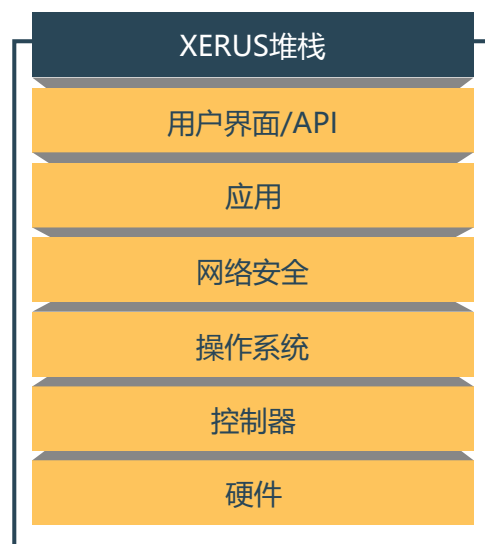 XERUS堆栈
用户界面/API
应用
网络安全
操作系统
控制器
硬件